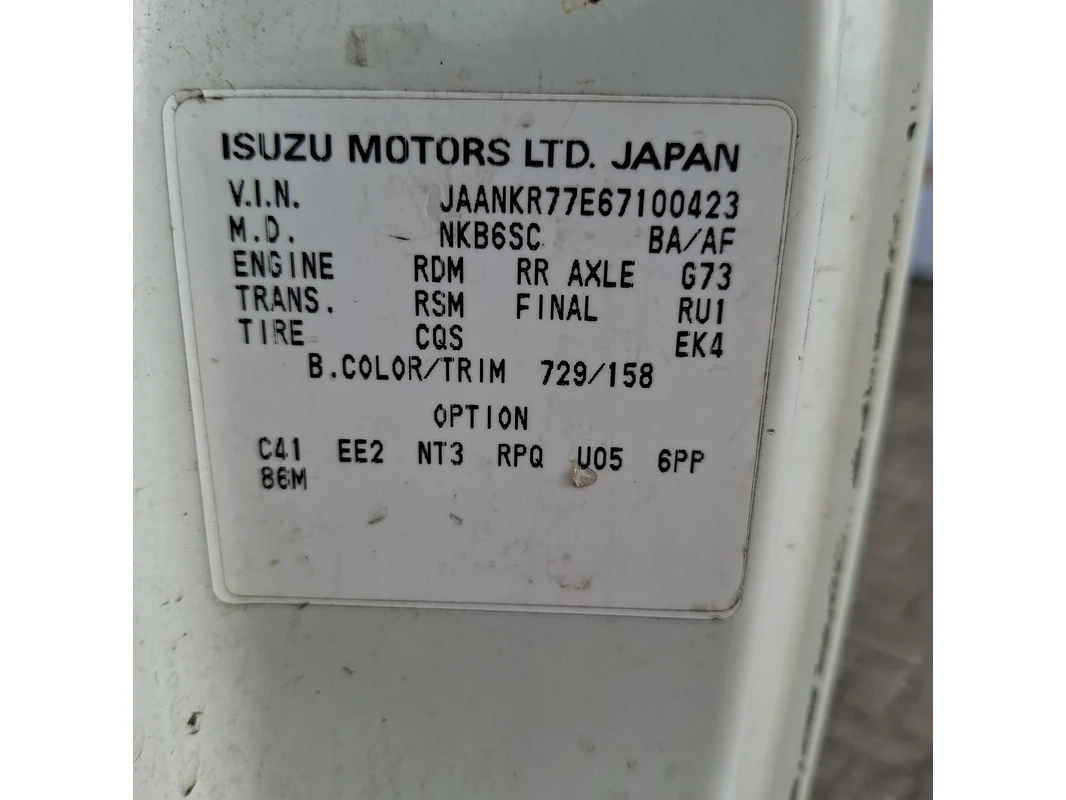 ISUZU MOTORS LTD. JAPAN
V.I.N. JAANKR77E67100423
M.D. NKB6SC BA/AF
ENGINE RDM RR AXLE G73
TRANS. RSM FINAL RU1
TIRE CQS EK4
B.COLOR/TRIM 729/158
OPTION
C41 EE2 NT3 RPQ U05 6PP
86M